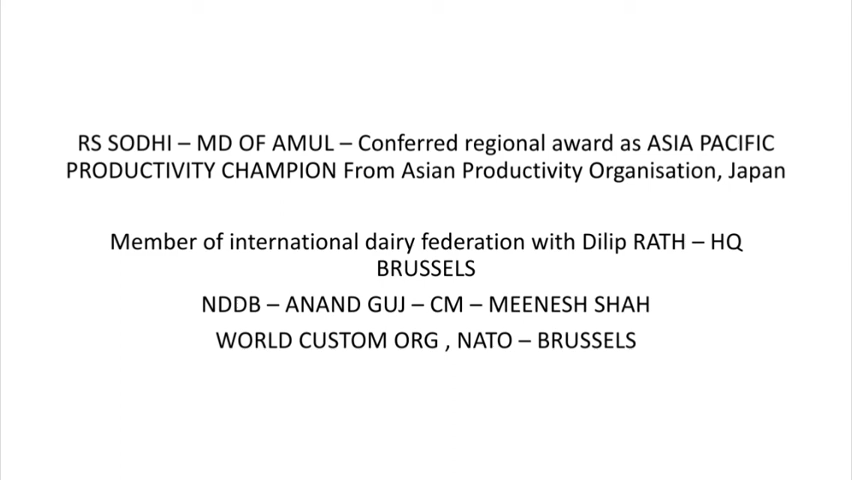 RS SODHI – MD OF AMUL – Conferred regional award as ASIA PACIFIC
PRODUCTIVITY CHAMPION From Asian Productivity Organisation, Japan
Member of international dairy federation with Dilip RATH – HQ
BRUSSELS
NDDB – ANAND GUJ – CM – MEENESH SHAH
WORLD CUSTOM ORG , NATO – BRUSSELS